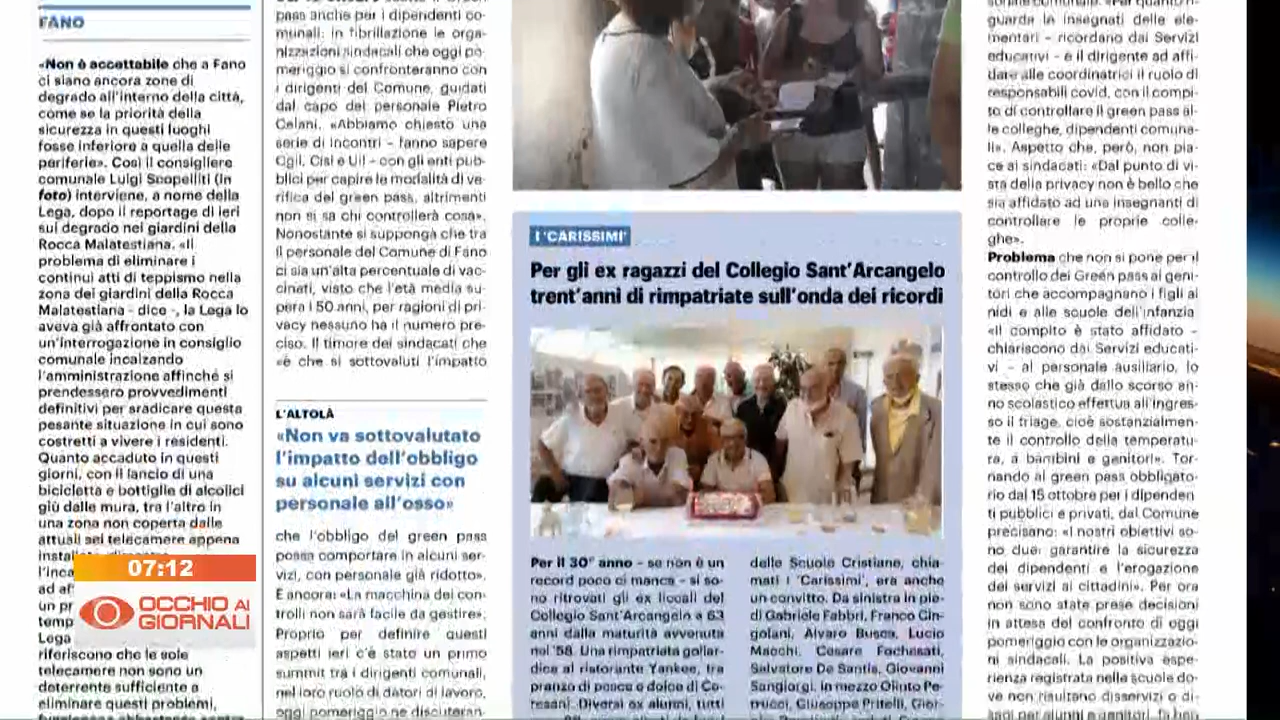 FANO
«Non è accettabile che a Fano
ci siano ancora zone di
degrado all'interno della città,
come se la priorità della
sicurezza in questi luoghi
fosse inferiore a quella delle
periferie». Così il consigliere
comunale Luigi Scopelliti (in
foto) interviene, a nome della
Lega, dopo il reportage di ieri
sul degrado nei giardini della
Rocca Malatestiana. «Il
problema di eliminare i
continui atti di teppismo nella
zona dei giardini della Rocca
Malatestiana - dice -, la Lega lo
aveva già affrontato con
un'interrogazione in consiglio
comunale incalzando
l'amministrazione affinché si
prendessero provvedimenti
definitivi per sradicare questa
pesante situazione in cui sono
costretti a vivere i residenti.
Quanto accaduto in questi
giorni, con il lancio di una
bicicletta e bottiglie di alcolici
giù dalle mura, tra l'altro in
una zona non coperta dalle
attuali sei telecamere appena
Lega
riferiscono che le sole
telecamere non sono un
deterrente sufficiente a
eliminare questi problemi,
pass anche per i dipendenti co-
munali: in fibrillazione le orga-
nizzazioni sindacali che oggi po-
meriggio si confronteranno con
i dirigenti del Comune, guidati
dal capo del personale Pietro
Celani. «Abbiamo chiesto una
serie di incontri - fanno sapere
Cgil, Cisl e Uil - con gli enti pub-
blici per capire le modalità di ve-
rifica del green pass, altrimenti
non si sa chi controllerà cosa».
Nonostante si supponga che tra
il personale del Comune di Fano
ci sia un'alta percentuale di vac-
cinati, visto che l'età media su-
pera i 50 anni, per ragioni di pri-
vacy nessuno ha il numero pre-
ciso. Il timore dei sindacati che
«è che si sottovaluti l'impatto
L'ALTOLÀ
«Non va sottovalutato
l'impatto dell'obbligo
su alcuni servizi con
personale all'osso»
che l'obbligo del green pass
possa comportare in alcuni ser-
vizi, con personale già ridotto».
E ancora: «La macchina dei con-
trolli non sarà facile da gestire».
Proprio per definire questi
aspetti ieri c'è stato un primo
summit tra i dirigenti comunali,
nel loro ruolo di datori di lavoro,
oggi pomeriggio ne discuteran-
I 'CARISSIMI'
Per gli ex ragazzi del Collegio Sant'Arcangelo
trent'anni di rimpatriate sull'onda dei ricordi
Per il 30° anno - se non è un
record poco ci manca - si so-
no ritrovati gli ex liceali del
Collegio Sant'Arcangelo a 63
anni dalla maturità avvenuta
nel '58. Una rimpatriata goliar-
dica al ristorante Yankee, tra
pranzo di pesce e dolce di Ce-
resani. Diversi ex alunni, tutti
delle Scuole Cristiane, chia-
mati i 'Carissimi', era anche
un convitto. Da sinistra in pie-
di Gabriele Fabbri, Franco Cin-
golani, Alvaro Busca, Lucio
Macchi, Cesare Fochesati,
Salvatore De Santis, Giovanni
Sangiorgi. In mezzo Olinto Pe-
trucci, Giuseppe Pritelli, Gior-
guarda le insegnati delle ele-
mentari - ricordano dai Servizi
educativi - è il dirigente ad affi-
dare alle coordinatrici il ruolo di
responsabili covid, con il compi-
to di controllare il green pass al-
le colleghe, dipendenti comuna-
li». Aspetto che, però, non pia-
ce ai sindacati: «Dal punto di vi-
sta della privacy non è bello che
sia affidato ad una insegnanti di
controllare le proprie colle-
ghe».
Problema che non si pone per il
controllo dei Green pass ai geni-
tori che accompagnano i figli ai
nidi e alle scuole dell'infanzia
«Il compito è stato affidato -
chiariscono dai Servizi educati-
vi - al personale ausiliario, lo
stesso che già dallo scorso an-
no scolastico effettua all'ingres-
so il triage, cioè sostanzialmen-
te il controllo della temperatu-
ra, a bambini e genitori». Tor-
nando al green pass obbligato-
rio dal 15 ottobre per i dipenden
ti pubblici e privati, dal Comune
precisano: «I nostri obiettivi so-
no due: garantire la sicurezza
dei dipendenti e l'erogazione
dei servizi ai cittadini». Per ora
non sono state prese decisioni
in attesa del confronto di oggi
pomeriggio con le organizzazio-
ni sindacali. La positiva espe-
rienza registrata nelle scuole do-
ve non risultano disservizi o di-
07:12
OCCHIO AI
GIORNALI